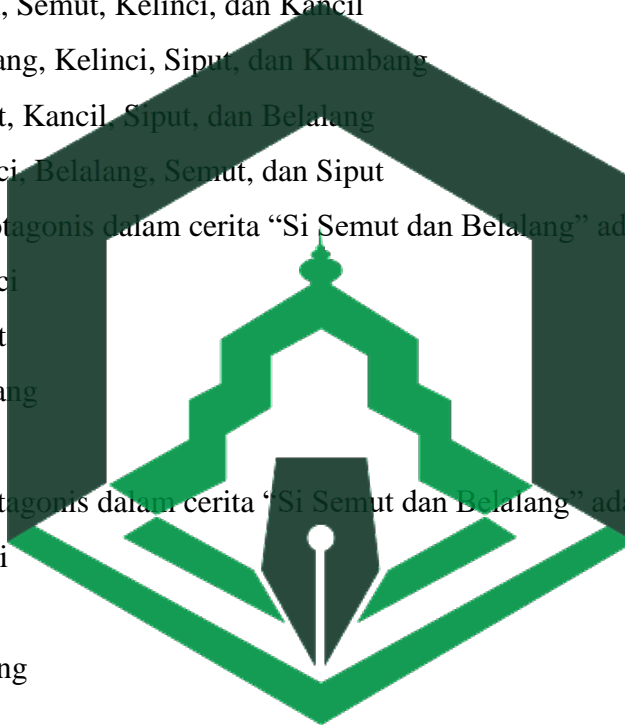 , Semut, Kelinci, dan Kancil
ang, Kelinci, Siput, dan Kumbang
t, Kancil, Siput, dan Belalang
ci, Belalang, Semut, dan Siput
otagonis dalam cerita “Si Semut dan Belalang” ad
ci
t
ang
tagonis dalam cerita “Si Semut dan Belalang” ada
i
ng